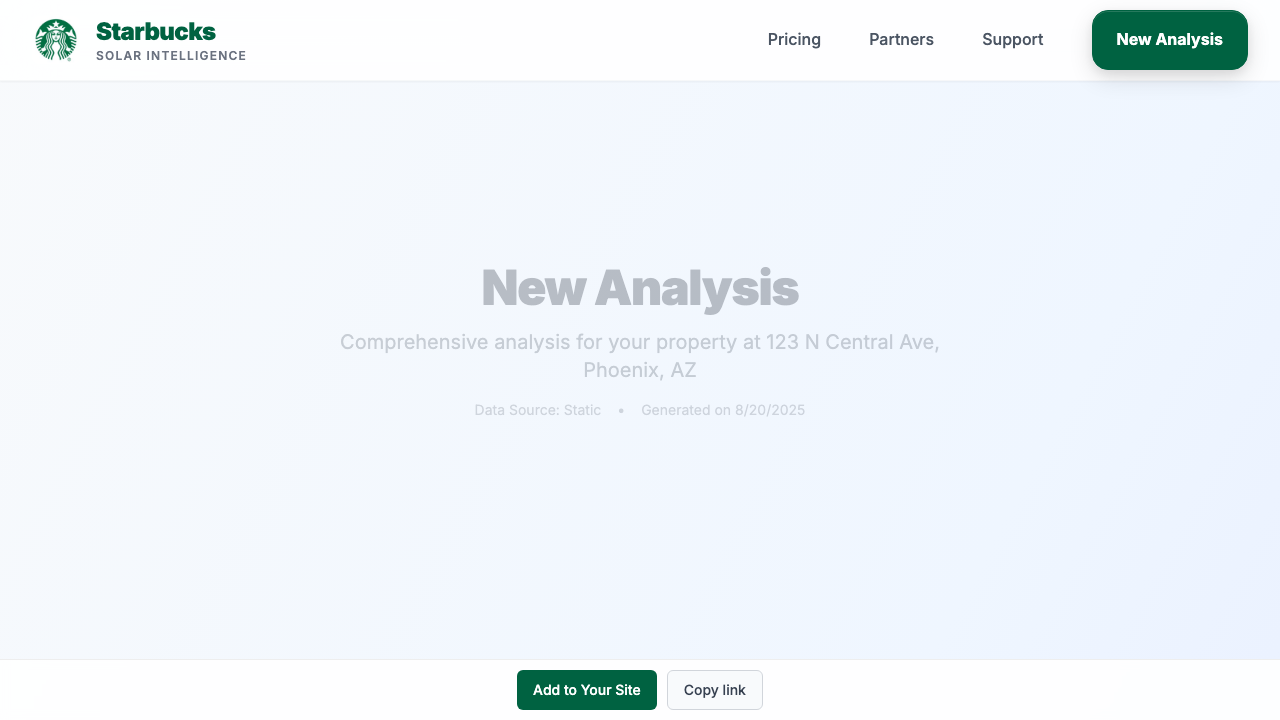 Starbucks
SOLAR INTELLIGENCE
Pricing
Partners
Support
New Analysis
New Analysis
Comprehensive analysis for your property at 123 N Central Ave,
Phoenix, AZ
Data Source: Static • Generated on 8/20/2025
Add to Your Site
Copy link